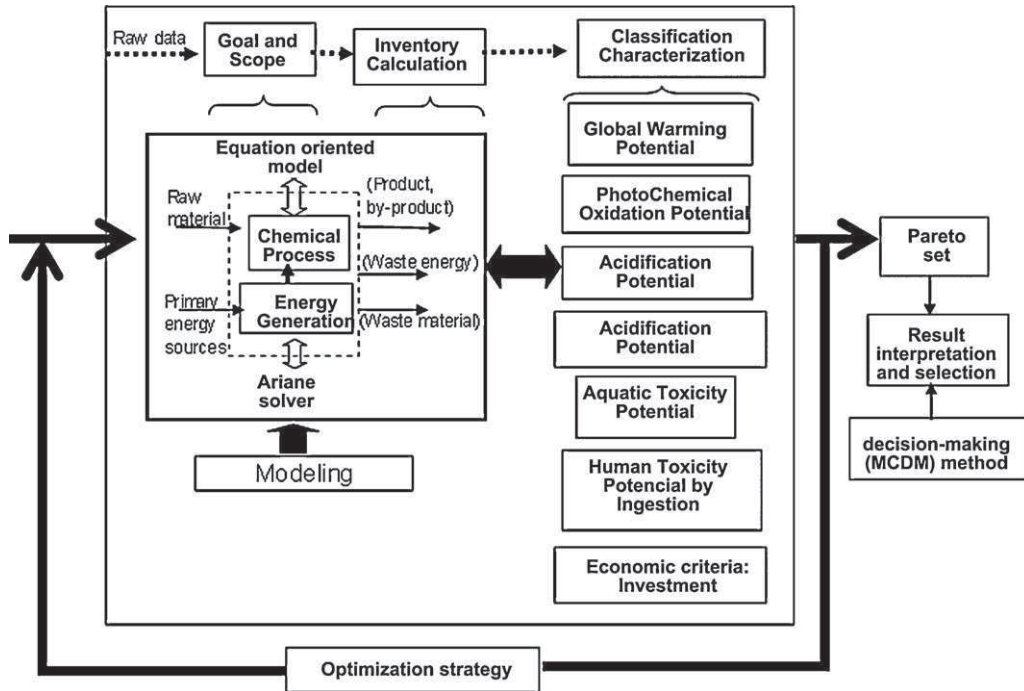 Raw data
Goal and
Scope
Inventory
Calculation
Classification
Characterization
Equation oriented
model
Raw
material
(Product,
by-product)
Chemical
Process
(Waste energy)
Primary
energy
sources
Energy
Generation
(Waste material)
Ariane
solver
Modeling
Global Warming
Potential
PhotoChemical
Oxidation Potential
Acidification
Potential
Acidification
Potential
Aquatic Toxicity
Potential
Human Toxicity
Potencial by
Ingestion
Economic criteria:
Investment
Pareto
set
Result
interpretation
and selection
decision-making
(MCDM) method
Optimization strategy